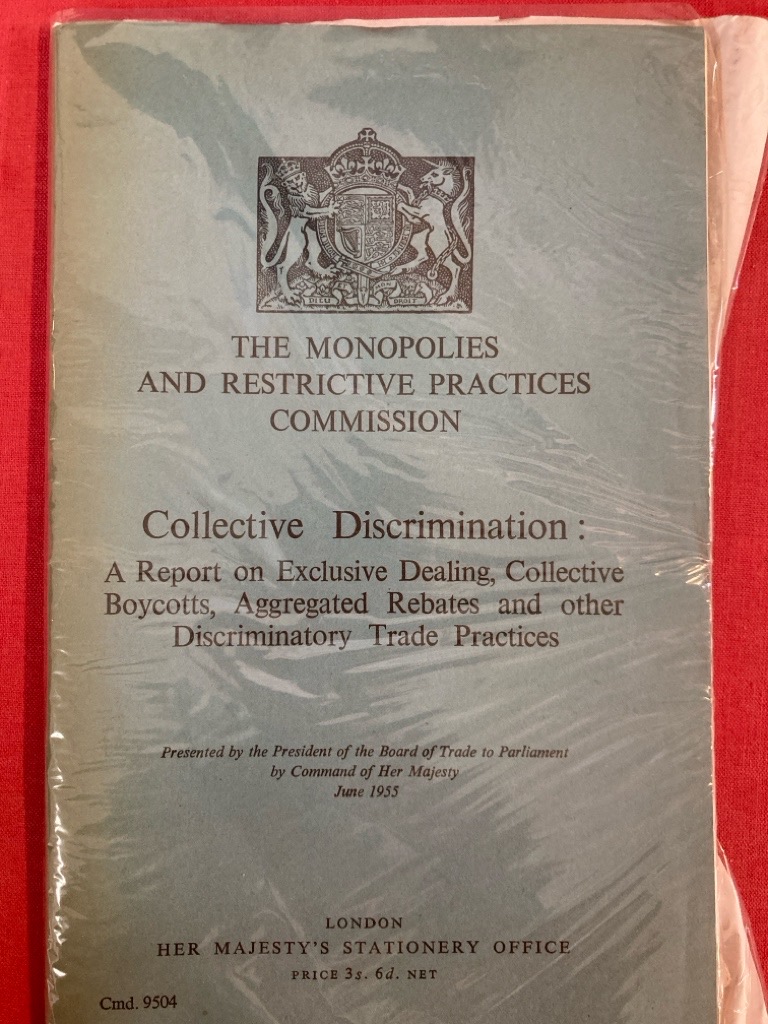 DIEU
MON
DROIT
THE MONOPOLIES
AND RESTRICTIVE PRACTICES
COMMISSION
Collective Discrimination :
A Report on Exclusive Dealing, Collective
Boycotts, Aggregated Rebates and other
Discriminatory Trade Practices
Presented by the President of the Board of Trade to Parliament
by Command of Her Majesty
June 1955
LONDON
HER MAJESTY'S STATIONERY OFFICE
PRICE 3s. 6d. NET
Cmd. 9504